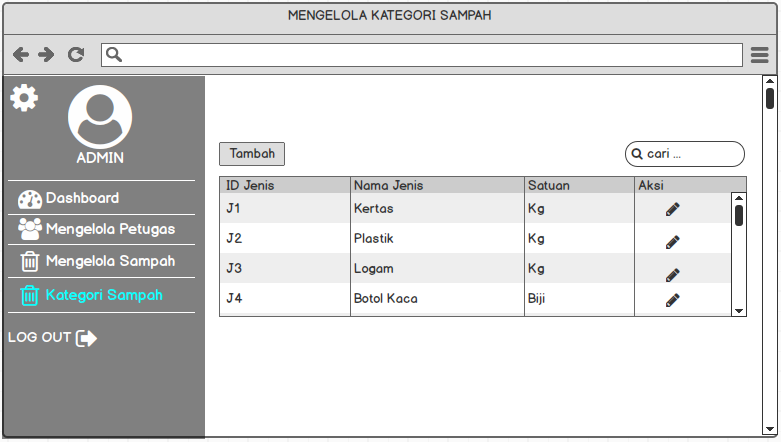 MENGELOLA KATEGORI SAMPAH
ADMIN
Dashboard
Mengelola Petugas
Mengelola Sampah
Kategori Sampah
LOG OUT
Tambah
cari ...
ID Jenis Nama Jenis Satuan Aksi
J1 Kertas Kg
J2 Plastik Kg
J3 Logam Kg
J4 Botol Kaca Biji